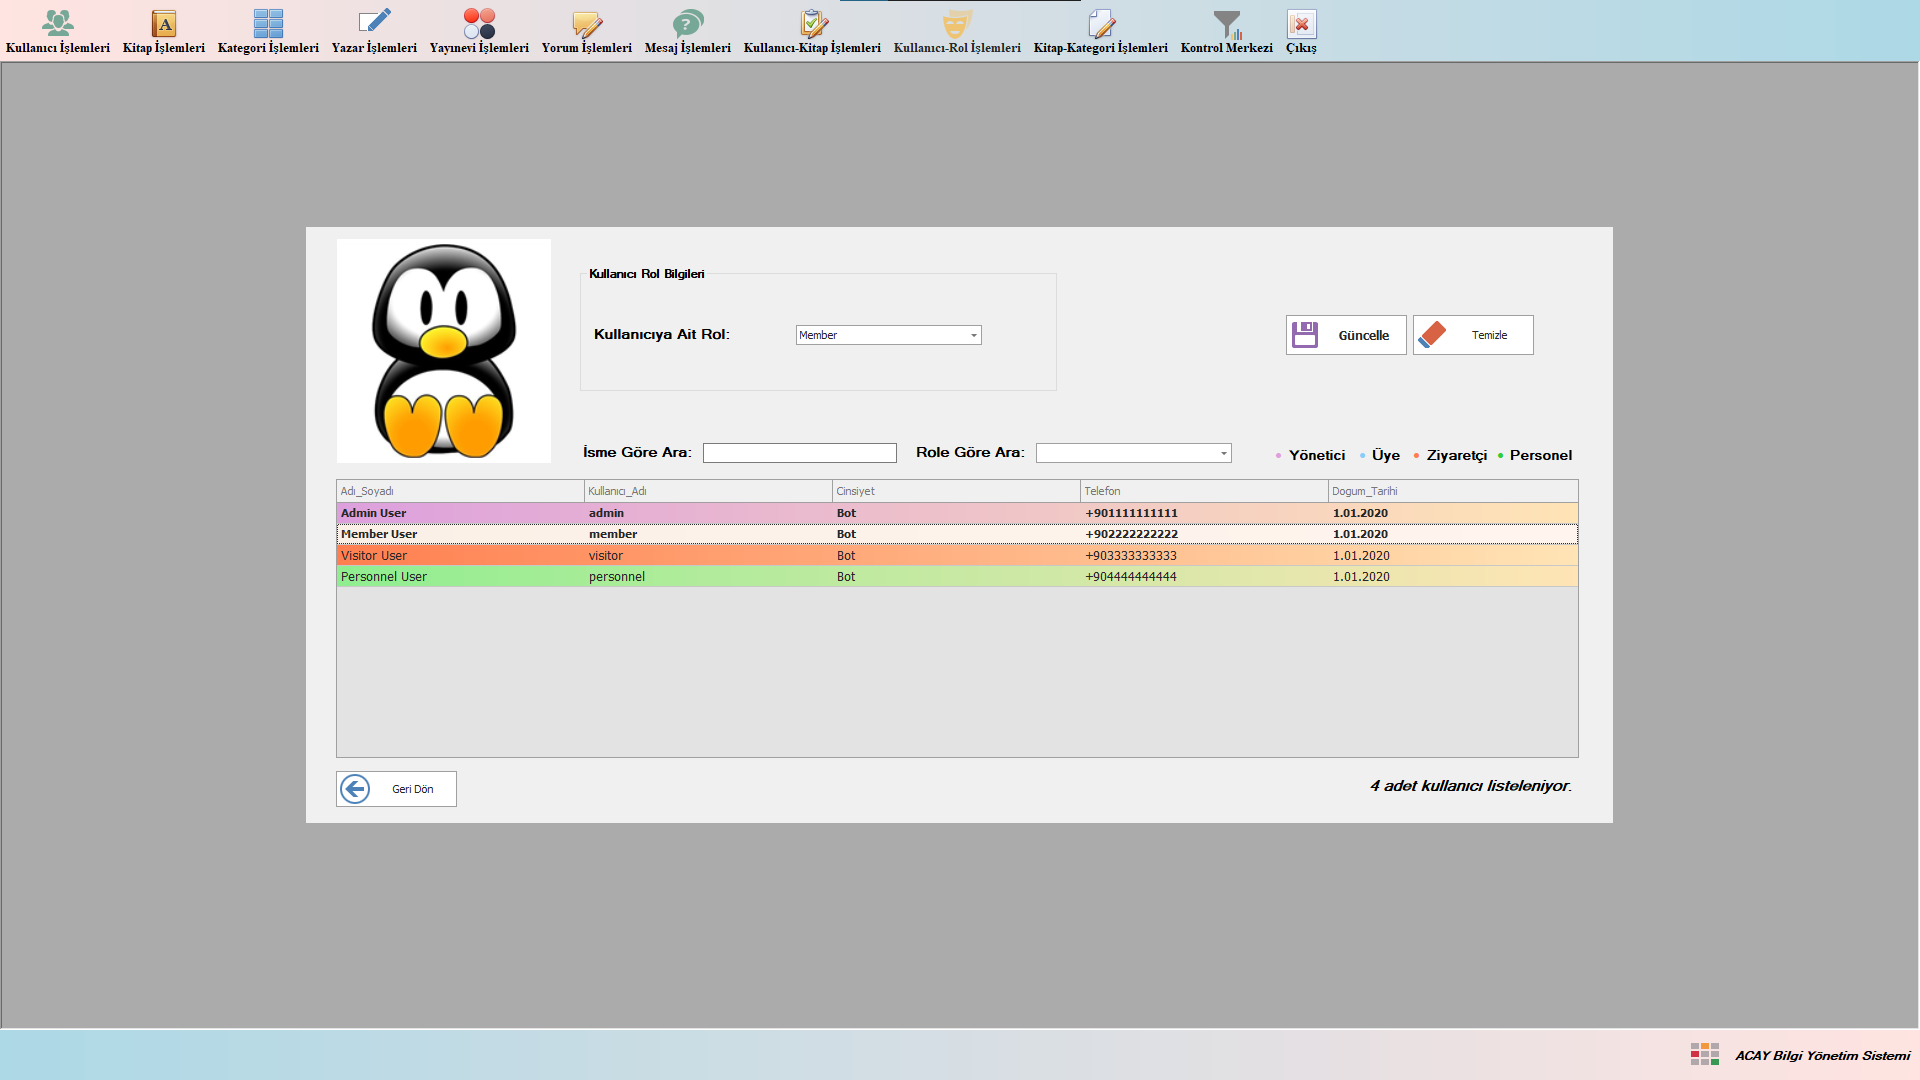 Kullanıcı İşlemleri Kitap İşlemleri Kategori İşlemleri Yazar İşlemleri Yayınevi İşlemleri Yorum İşlemleri Mesaj İşlemleri Kullanıcı-Kitap İşlemleri Kullanıcı-Rol İşlemleri Kitap-Kategori İşlemleri Kontrol Merkezi Çıkış
Kullanıcı Rol Bilgileri
Kullanıcıya Ait Rol: Member
Güncelle Temizle
İsme Göre Ara: Role Göre Ara: Yönetici Üye Ziyaretçi Personel
Adı_Soyadı Kullanıcı_Adı Cinsiyet Telefon Dogum_Tarihi
Admin User admin Bot +901111111111 1.01.2020
Member User member Bot +902222222222 1.01.2020
Visitor User visitor Bot +903333333333 1.01.2020
Personnel User personnel Bot +904444444444 1.01.2020
Geri Dön 4 adet kullanıcı listeleniyor.
ACAY Bilgi Yönetim Sistemi